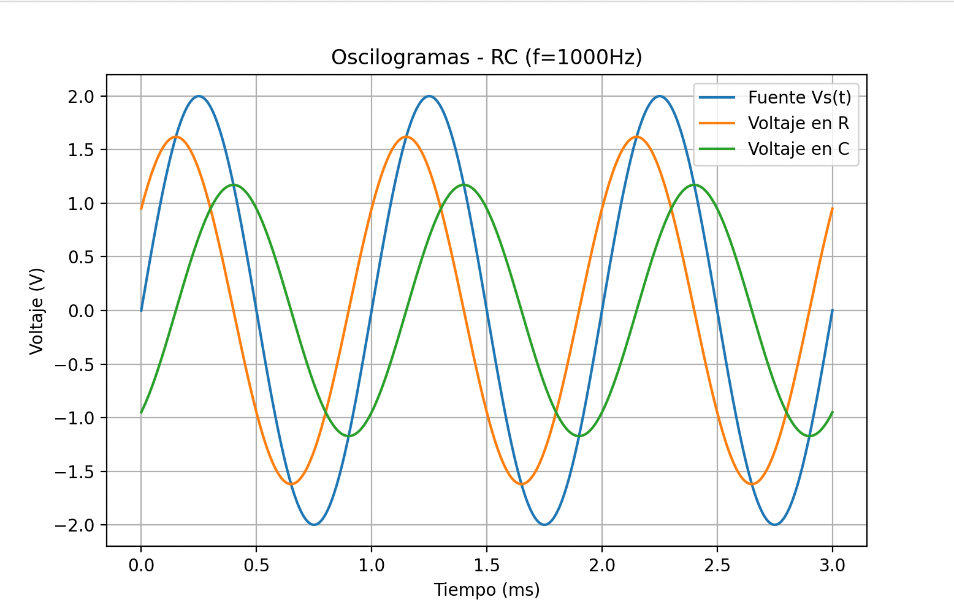 Oscilogramas - RC (f=1000Hz)
Fuente Vs(t)
Voltaje en R
Voltaje en C
Voltaje (V)
2.0
1.5
1.0
0.5
0.0
−0.5
−1.0
−1.5
−2.0
0.0 0.5 1.0 1.5 2.0 2.5 3.0
Tiempo (ms)